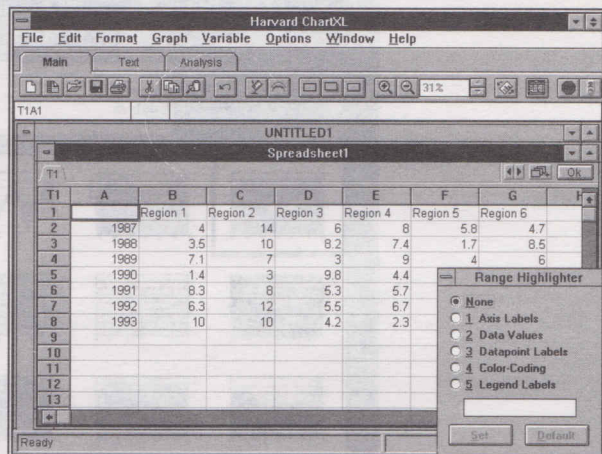 Harvard ChartXL
File Edit Format Graph Variable Options Window Help
Main Text Analysis
31%
T1A1
UNTITLED1
Spreadsheet1
T1 Ok
T1 A B C D E F G
1 Region 1 Region 2 Region 3 Region 4 Region 5 Region 6
2 1987 4 14 6 8 5.8 4.7
3 1988 3.5 10 8.2 7.4 1.7 8.5
4 1989 7.1 7 3 9 4 6
5 1990 1.4 3 9.8 4.4
6 1991 8.3 8 5.3 5.7
7 1992 6.3 12 5.5 6.7
8 1993 10 10 4.2 2.3
9
10
11
12
13
Range Highlighter
None
1 Axis Labels
2 Data Values
3 Datapoint Labels
4 Color-Coding
5 Legend Labels
Set Default
Ready